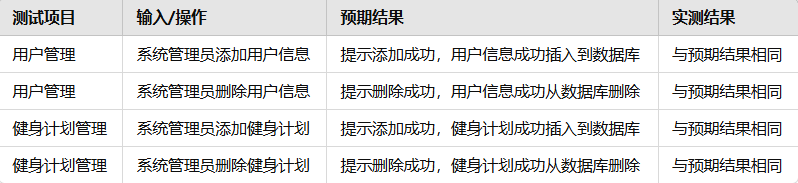 测试项目 输入/操作 预期结果 实测结果
用户管理 系统管理员添加用户信息 提示添加成功，用户信息成功插入到数据库 与预期结果相同
用户管理 系统管理员删除用户信息 提示删除成功，用户信息成功从数据库删除 与预期结果相同
健身计划管理 系统管理员添加健身计划 提示添加成功，健身计划成功插入到数据库 与预期结果相同
健身计划管理 系统管理员删除健身计划 提示删除成功，健身计划成功从数据库删除 与预期结果相同